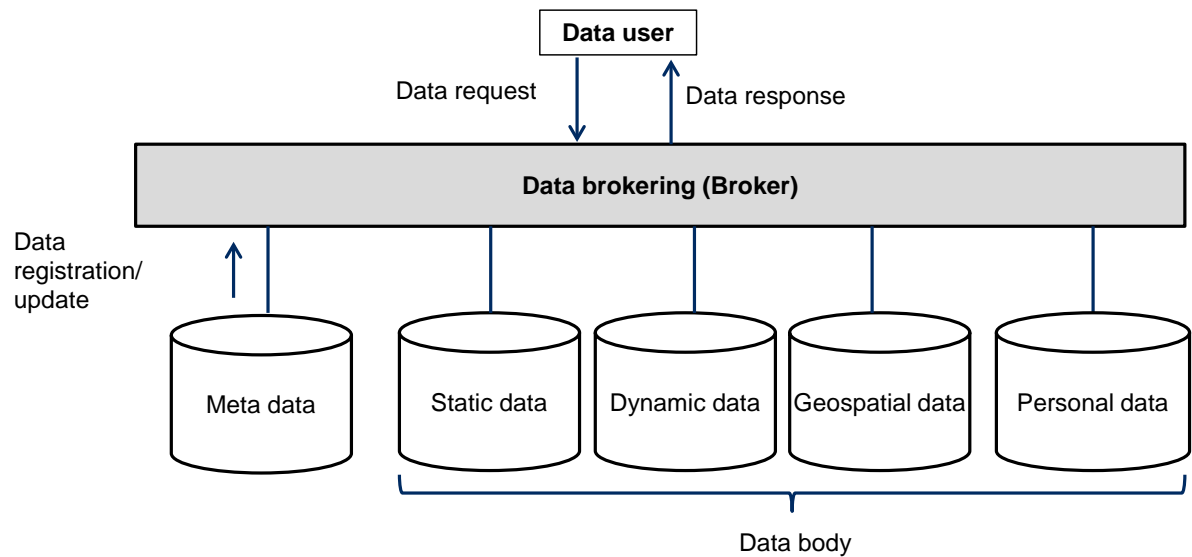 Data user
Data request
Data response
Data brokering (Broker)
Data
registration/
update
Meta data
Static data
Dynamic data
Geospatial data
Personal data
Data body